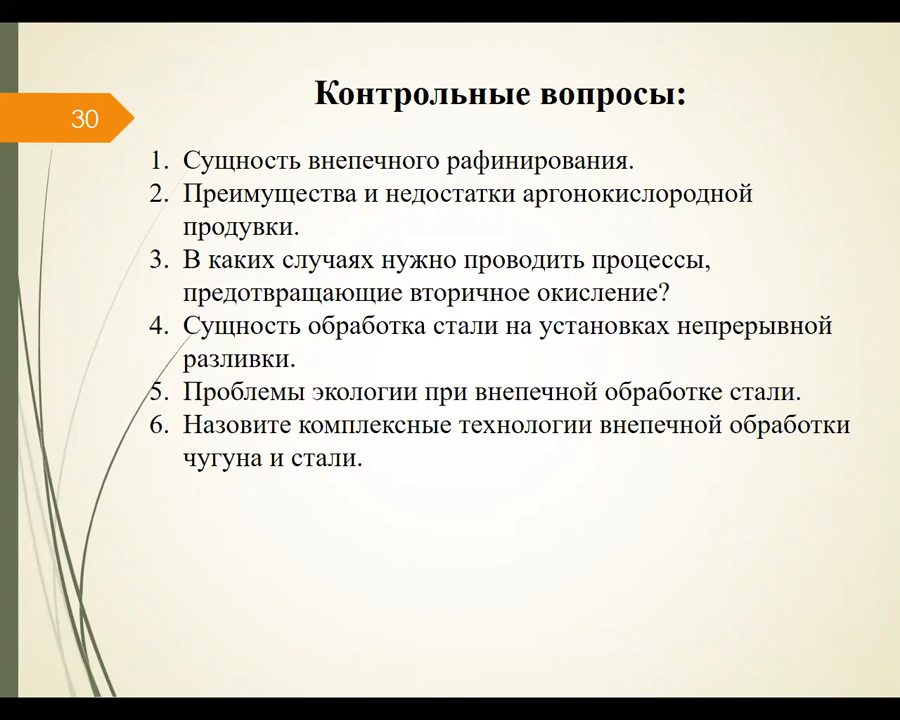 Контрольные вопросы:
30
1. Сущность внепечного рафинирования.
2. Преимущества и недостатки аргонокислородной
продувки.
3. В каких случаях нужно проводить процессы,
предотвращающие вторичное окисление?
4. Сущность обработка стали на установках непрерывной
разливки.
5. Проблемы экологии при внепечной обработке стали.
6. Назовите комплексные технологии внепечной обработки
чугуна и стали.